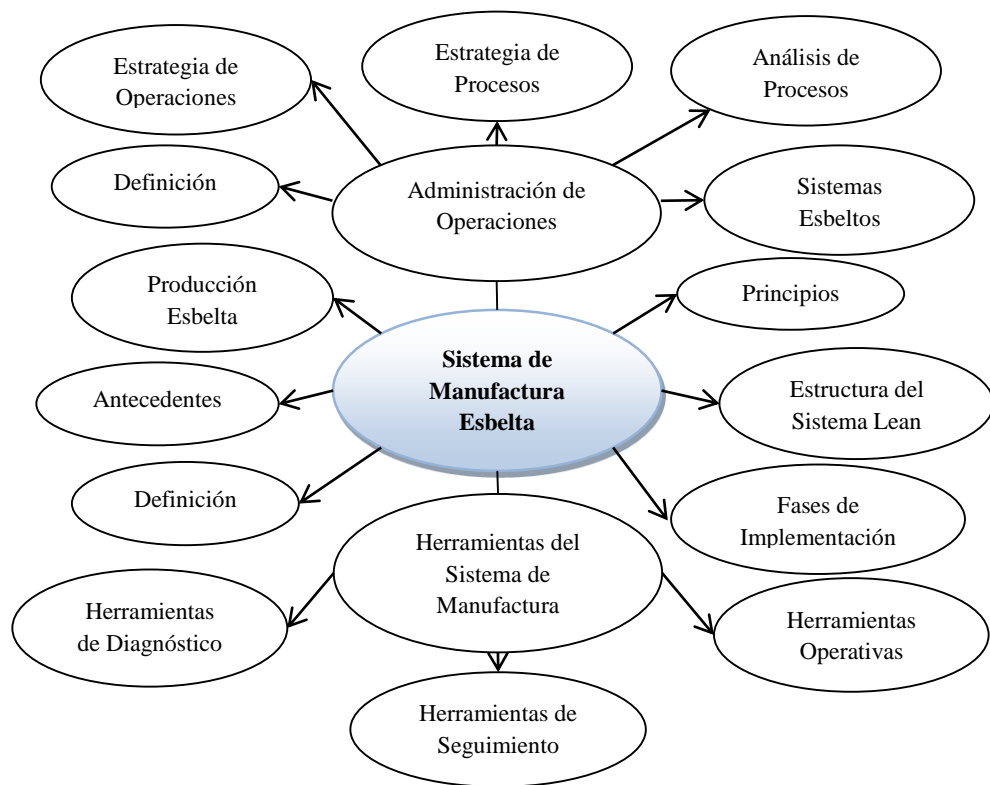 Estrategia de
Operaciones
Estrategia de
Procesos
Análisis de
Procesos
Definición
Administración de
Operaciones
Sistemas
Esbeltos
Producción
Esbelta
Principios
Sistema de
Manufactura
Esbelta
Antecedentes
Estructura del
Sistema Lean
Definición
Fases de
Implementación
Herramientas del
Sistema de
Manufactura
Herramientas
de Diagnóstico
Herramientas
Operativas
Herramientas de
Seguimiento